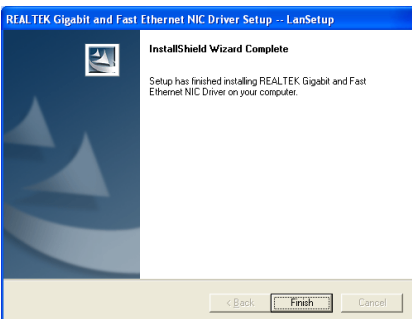 REALTEK Gigabit and Fast Ethernet NIC Driver Setup -- LanSetup
InstallShield Wizard Complete
Setup has finished installing REALTEK Gigabit and Fast
Ethernet NIC Driver on your computer.
< Back
Finish
Cancel